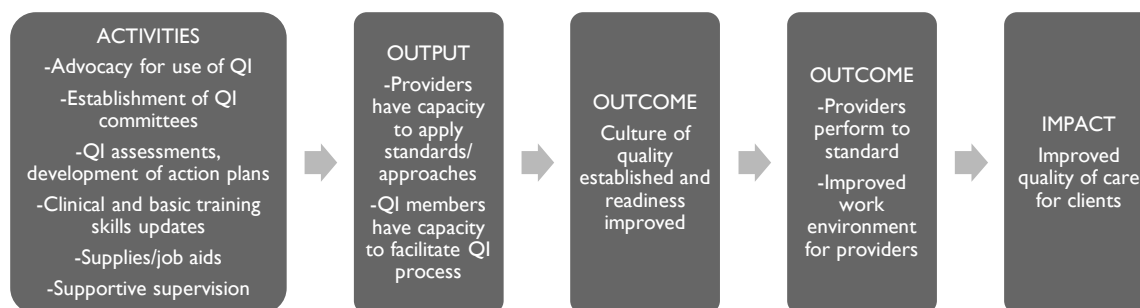 ACTIVITIES
-Advocacy for use of QI
-Establishment of QI
committees
-QI assessments,
development of action plans
-Clinical and basic training
skills updates
-Supplies/job aids
-Supportive supervision
OUTPUT
-Providers
have capacity
to apply
standards/
approaches
-QI members
have capacity
to facilitate QI
process
OUTCOME
Culture of
quality
established and
readiness
improved
OUTCOME
-Providers
perform to
standard
-Improved
work
environment
for providers
IMPACT
Improved
quality of care
for clients